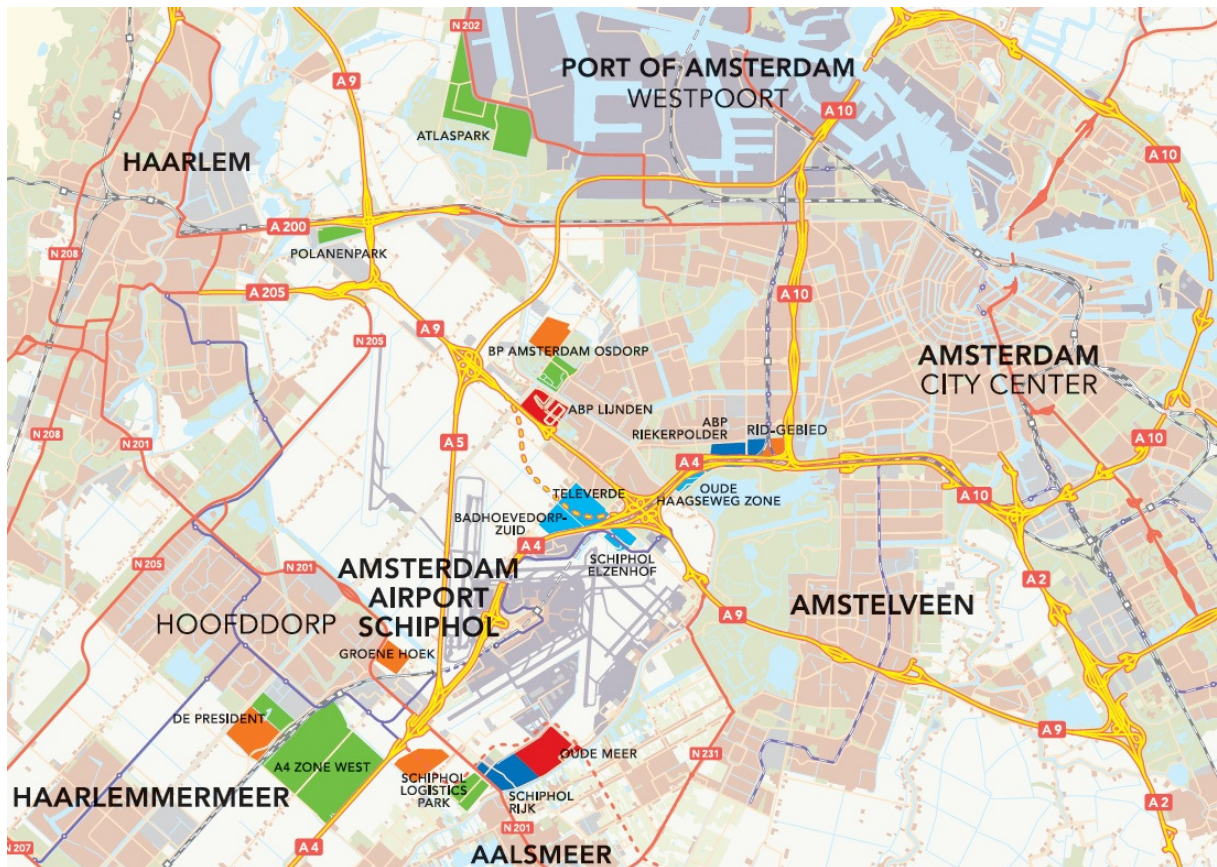 N 202
PORT OF AMSTERDAM
WESTPOORT
A 9
A 10
ATLASPARK
A 10
HAARLEM
A 200
POLANENPARK
N 208
A 205
A 10
A 9
N 205
BP AMSTERDAM OSDORP
AMSTERDAM
CITY CENTER
ABP LIJNDEN
N 208
N 201
A 5
ABP
RIEKERPOLDER
RID-GEBIED
A 10
A 4
OUDE
HAAGSEWEG ZONE
A 10
TELEVERDE
BADHOEVEDORP-
ZUID
A 4
SCHIPHOL
ELZENHOF
N 205
N 201
AMSTERDAM
AIRPORT
SCHIPHOL
A 2
HOOFDDORP
AMSTELVEEN
A 9
GROENE HOEK
DE PRESIDENT
A 9
OUDE MEER
N 231
A4 ZONE WEST
SCHIPHOL
LOGISTICS
PARK
HAARLEMMERMEER
SCHIPHOL
RIJK
A 2
N 201
N 207
A 4
AALSMEER